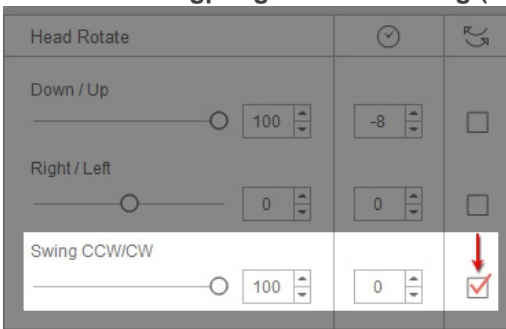 Head Rotate
Down / Up
100 -8
Right / Left
0 0
Swing CCW/CW
100 0